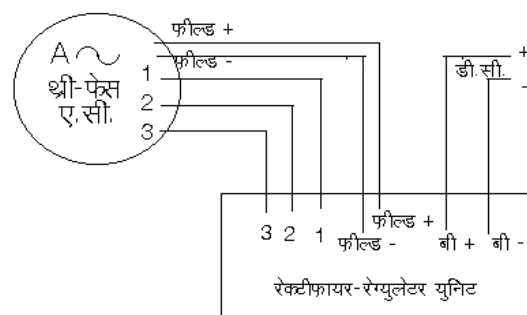 फील्ड +
A
फील्ड -
+
डी.सी.
-
1
थ्री-फेस
2
ए.सी.
3
3 2 1 फील्ड - फील्ड + बी + बी -
रेक्टीफायर-रेग्युलेटर युनिट